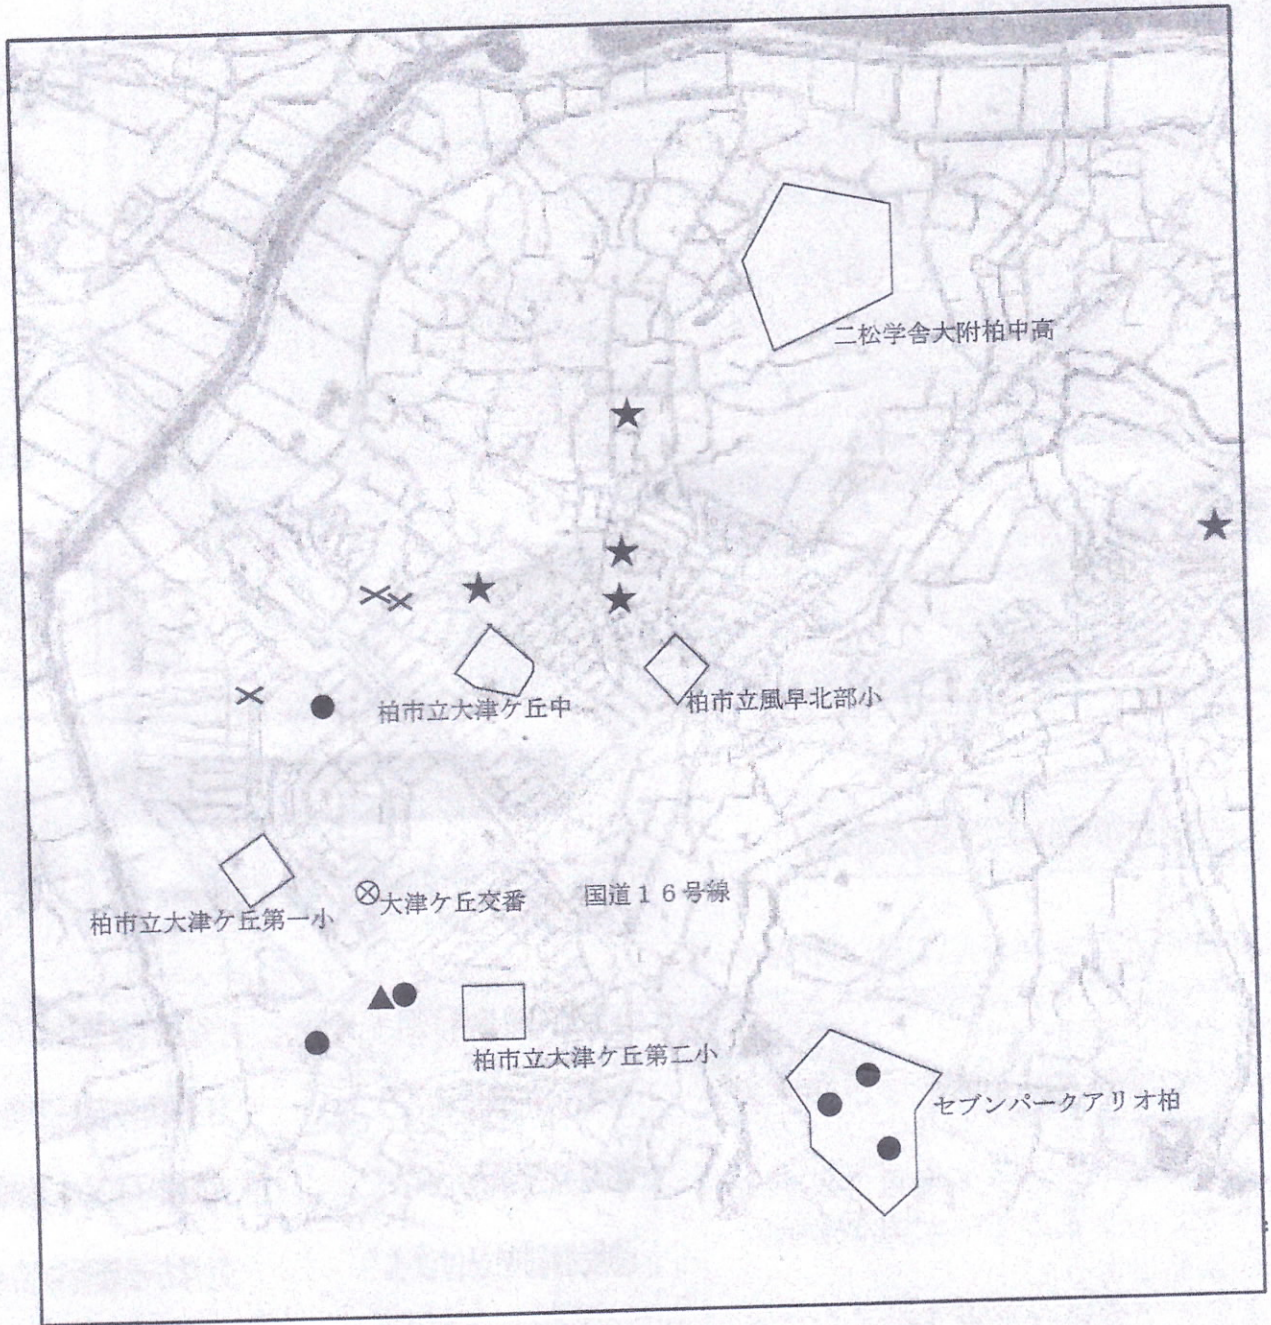 二松学舎大附柏中高
柏市立大津ケ丘中
柏市立風早北部小
柏市立大津ケ丘第一小
大津ケ丘交番
国道１６号線
柏市立大津ケ丘第二小
セブンパークアリオ柏